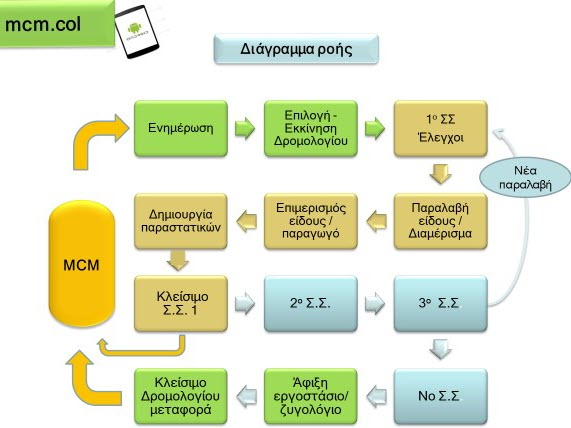 mcm.col
Διάγραμμα ροής
Ενημέρωση
Επιλογή -
Εκκίνηση
Δρομολογίου
1ο ΣΣ
Έλεγχοι
Νέα
παραλαβή
Δημιουργία
παραστατικών
Επιμερισμός
είδους /
παραγωγό
Παραλαβή
είδους /
Διαμέρισμα
MCM
Κλείσιμο
Σ.Σ. 1
2ο Σ.Σ.
3ο Σ.Σ
Κλείσιμο
Δρομολογίου
μεταφορά
Άφιξη
εργοστάσιο/
ζυγολόγιο
Νο Σ.Σ